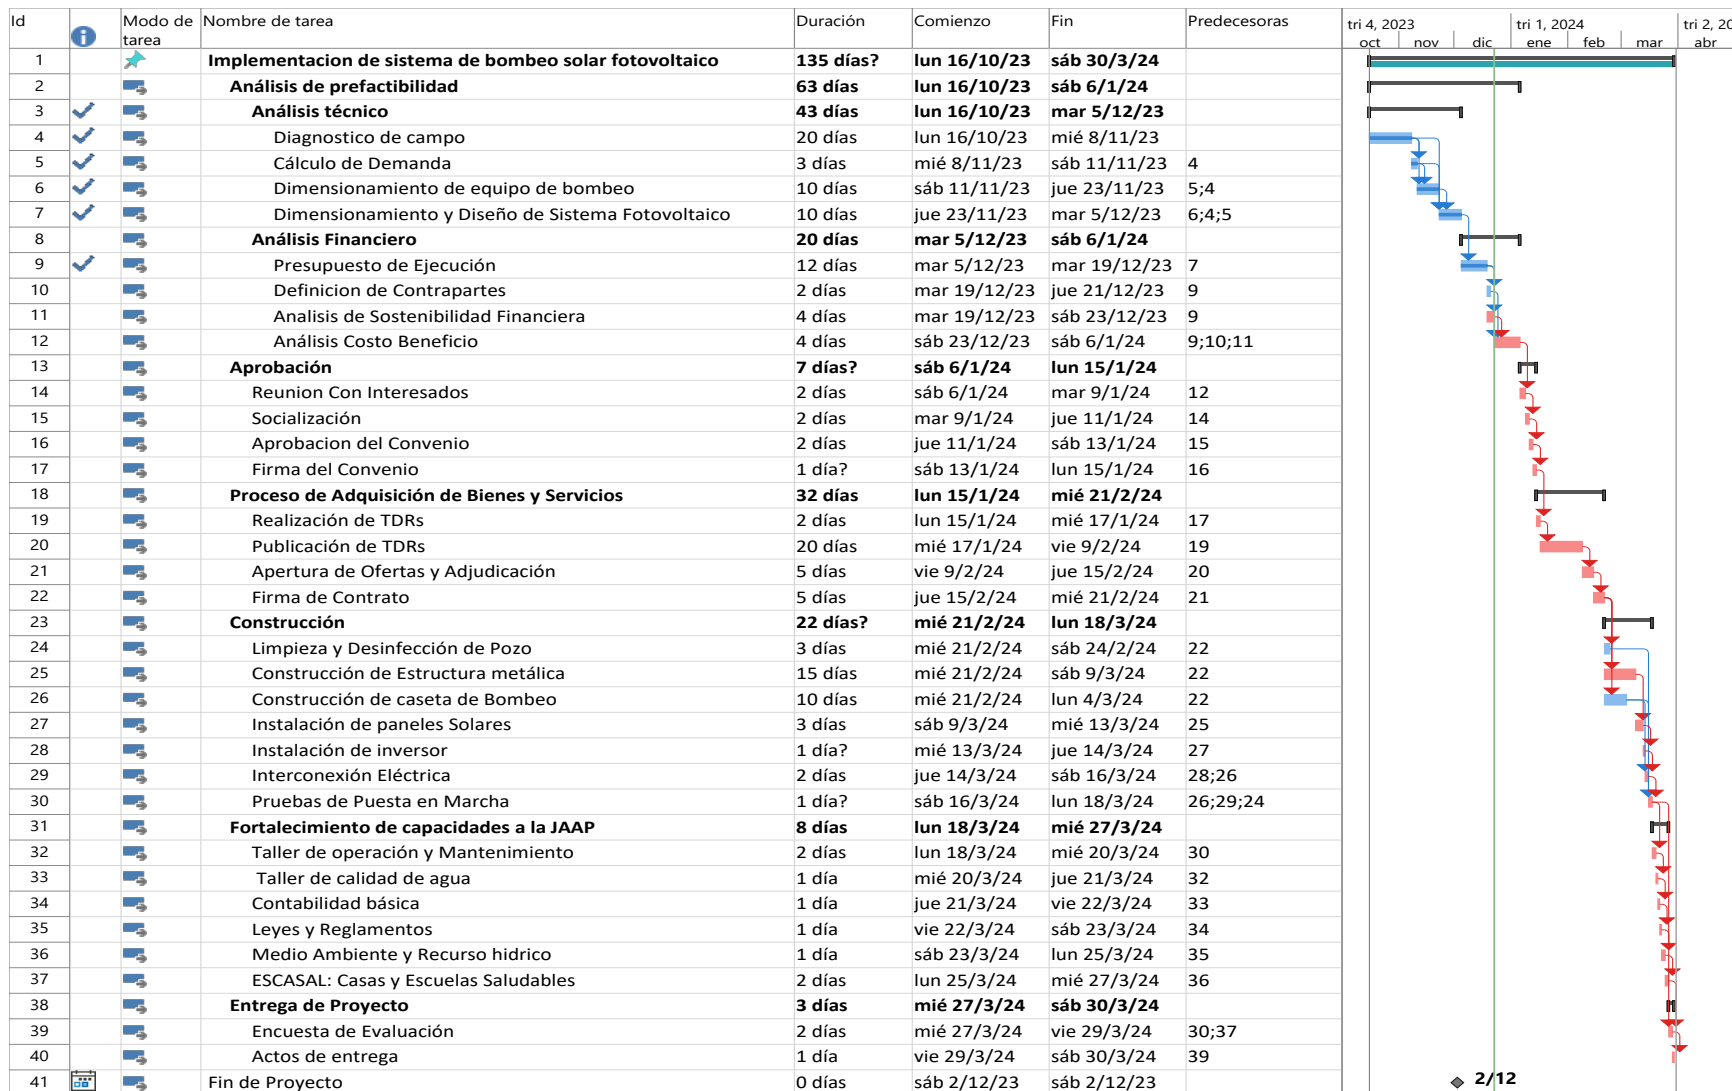 Id Modo de tarea Nombre de tarea Duración Comienzo Fin Predecesoras tri 4, 2023 tri 1, 2024 tri 2, 20
oct nov dic ene feb mar abr
1 Implementacion de sistema de bombeo solar fotovoltaico 135 días? lun 16/10/23 sáb 30/3/24
2 Análisis de prefactibilidad 63 días lun 16/10/23 sáb 6/1/24
3 Análisis técnico 43 días lun 16/10/23 mar 5/12/23
4 Diagnostico de campo 20 días lun 16/10/23 mié 8/11/23
5 Cálculo de Demanda 3 días mié 8/11/23 sáb 11/11/23 4
6 Dimensionamiento de equipo de bombeo 10 días sáb 11/11/23 jue 23/11/23 5;4
7 Dimensionamiento y Diseño de Sistema Fotovoltaico 10 días jue 23/11/23 mar 5/12/23 6;4;5
8 Análisis Financiero 20 días mar 5/12/23 sáb 6/1/24
9 Presupuesto de Ejecución 12 días mar 5/12/23 mar 19/12/23 7
10 Definicion de Contrapartes 2 días mar 19/12/23 jue 21/12/23 9
11 Analisis de Sostenibilidad Financiera 4 días mar 19/12/23 sáb 23/12/23 9
12 Análisis Costo Beneficio 4 días sáb 23/12/23 sáb 6/1/24 9;10;11
13 Aprobación 7 días? sáb 6/1/24 lun 15/1/24
14 Reunion Con Interesados 2 días sáb 6/1/24 mar 9/1/24 12
15 Socialización 2 días mar 9/1/24 jue 11/1/24 14
16 Aprobacion del Convenio 2 días jue 11/1/24 sáb 13/1/24 15
17 Firma del Convenio 1 día? sáb 13/1/24 lun 15/1/24 16
18 Proceso de Adquisición de Bienes y Servicios 32 días lun 15/1/24 mié 21/2/24
19 Realización de TDRs 2 días lun 15/1/24 mié 17/1/24 17
20 Publicación de TDRs 20 días mié 17/1/24 vie 9/2/24 19
21 Apertura de Ofertas y Adjudicación 5 días vie 9/2/24 jue 15/2/24 20
22 Firma de Contrato 5 días jue 15/2/24 mié 21/2/24 21
23 Construcción 22 días? mié 21/2/24 lun 18/3/24
24 Limpieza y Desinfección de Pozo 3 días mié 21/2/24 sáb 24/2/24 22
25 Construcción de Estructura metálica 15 días mié 21/2/24 sáb 9/3/24 22
26 Construcción de caseta de Bombeo 10 días mié 21/2/24 lun 4/3/24 22
27 Instalación de paneles Solares 3 días sáb 9/3/24 mié 13/3/24 25
28 Instalación de inversor 1 día? mié 13/3/24 jue 14/3/24 27
29 Interconexión Eléctrica 2 días jue 14/3/24 sáb 16/3/24 28;26
30 Pruebas de Puesta en Marcha 1 día? sáb 16/3/24 lun 18/3/24 26;29;24
31 Fortalecimiento de capacidades a la JAAP 8 días lun 18/3/24 mié 27/3/24
32 Taller de operación y Mantenimiento 2 días lun 18/3/24 mié 20/3/24 30
33 Taller de calidad de agua 1 día mié 20/3/24 jue 21/3/24 32
34 Contabilidad básica 1 día jue 21/3/24 vie 22/3/24 33
35 Leyes y Reglamentos 1 día vie 22/3/24 sáb 23/3/24 34
36 Medio Ambiente y Recurso hidrico 1 día sáb 23/3/24 lun 25/3/24 35
37 ESCASAL: Casas y Escuelas Saludables 2 días lun 25/3/24 mié 27/3/24 36
38 Entrega de Proyecto 3 días mié 27/3/24 sáb 30/3/24
39 Encuesta de Evaluación 2 días mié 27/3/24 vie 29/3/24 30;37
40 Actos de entrega 1 día vie 29/3/24 sáb 30/3/24 39
41 Fin de Proyecto 0 días sáb 2/12/23 sáb 2/12/23 2/12